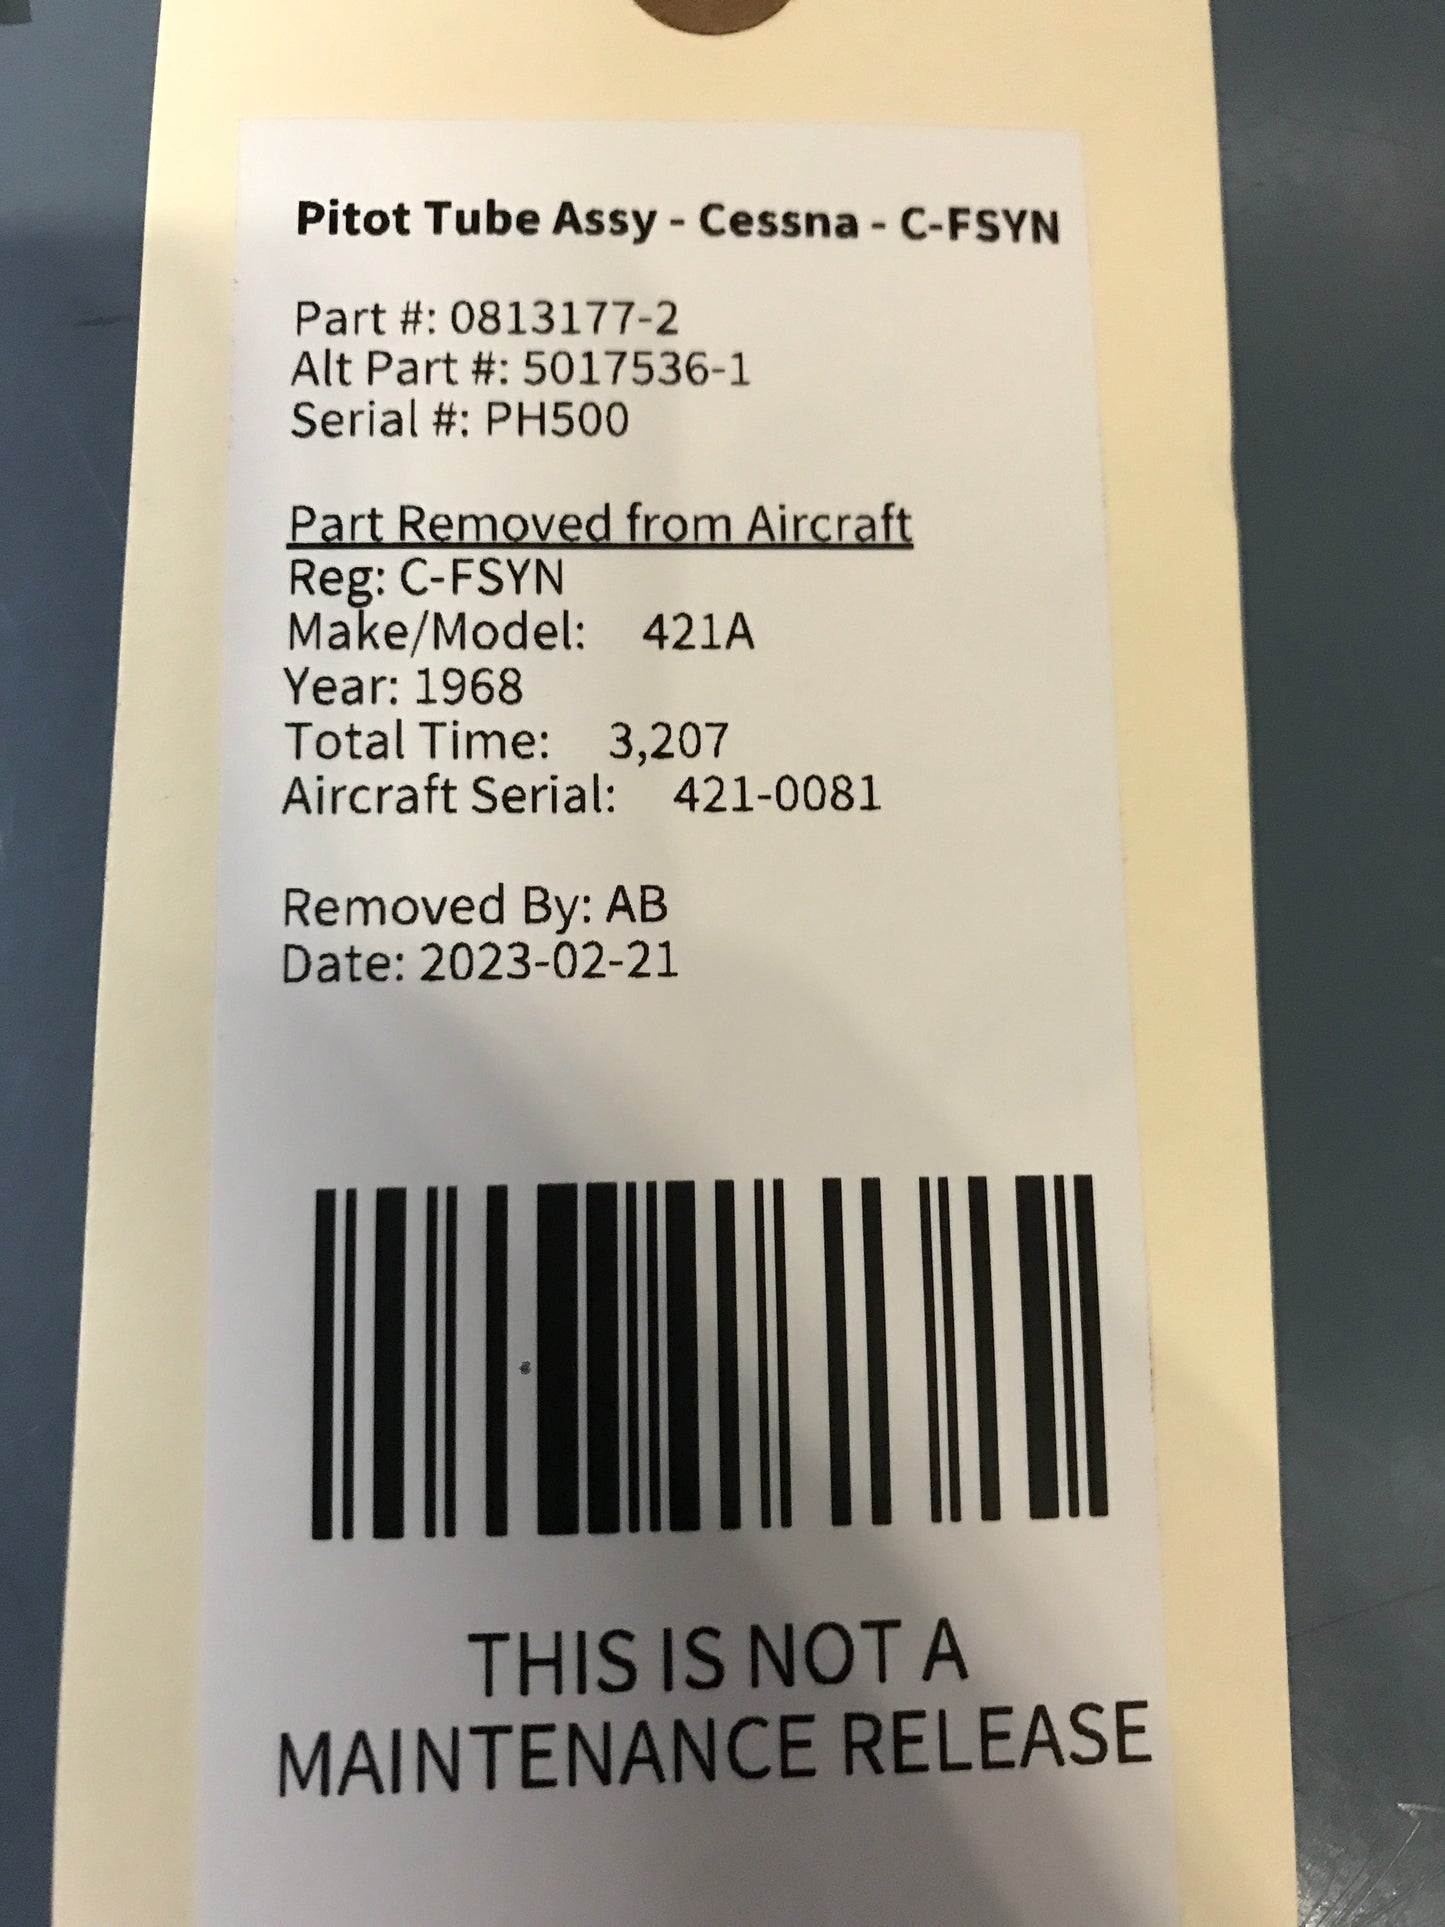 Pitot Tube Assy - Cessna - C-FSYN
Part #: 0813177-2
Alt Part #: 5017536-1
Serial #: PH500
Part Removed from Aircraft
Reg: C-FSYN
Make/Model: 421A
Year: 1968
Total Time: 3,207
Aircraft Serial: 421-0081
Removed By: AB
Date: 2023-02-21
THIS IS NOT A
MAINTENANCE RELEASE